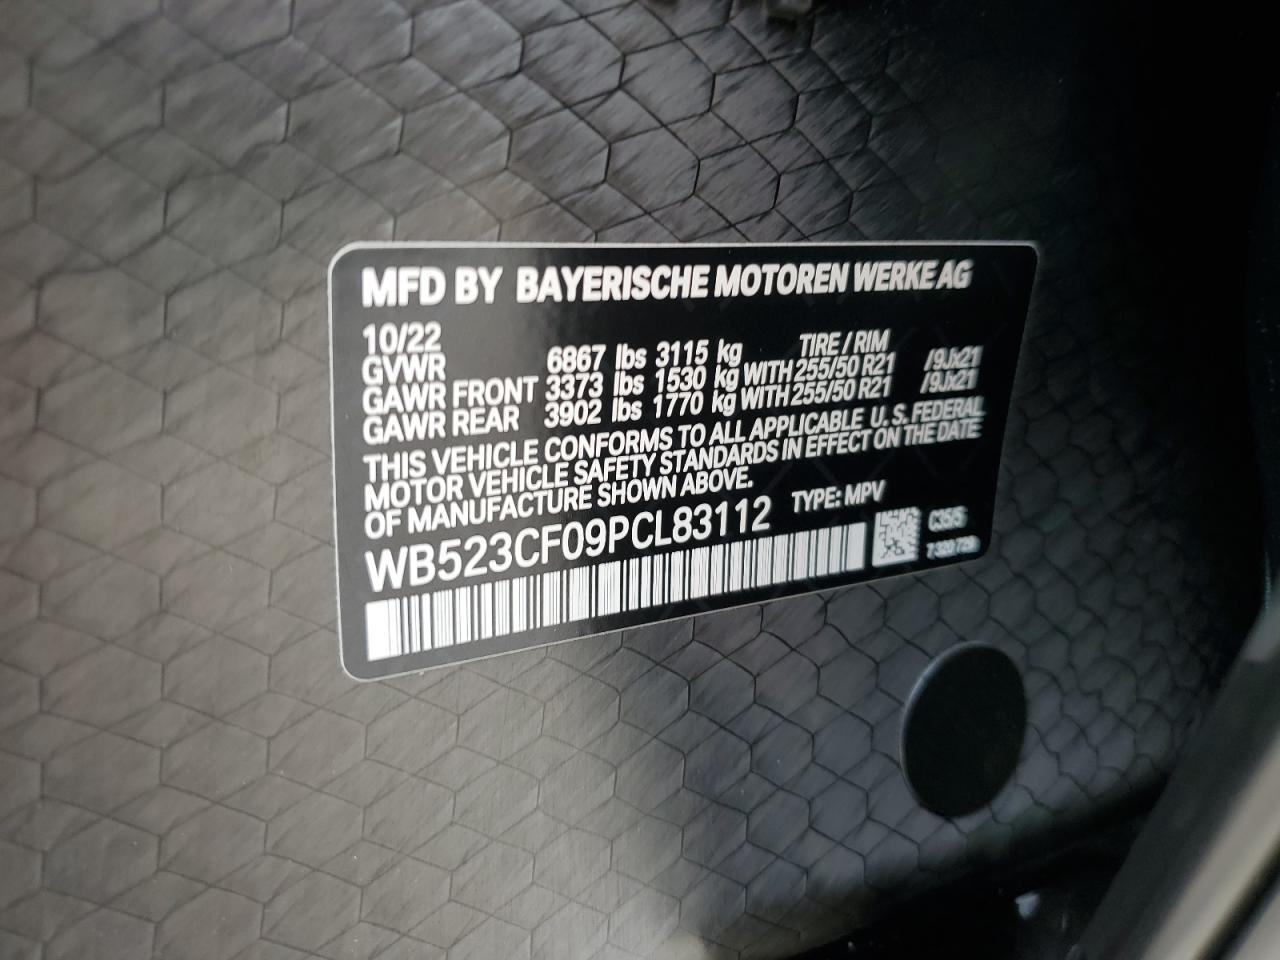 MFD BY BAYERISCHE MOTOREN WERKE AG
10/22 TIRE / RIM
GVWR 6867 lbs 3115 kg
GAWR FRONT 3373 lbs 1530 kg WITH 255/50 R21 /9Jx21
GAWR REAR 3902 lbs 1770 kg WITH 255/50 R21 /9Jx21
THIS VEHICLE CONFORMS TO ALL APPLICABLE U.S. FEDERAL
MOTOR VEHICLE SAFETY STANDARDS IN EFFECT ON THE DATE
OF MANUFACTURE SHOWN ABOVE.
WB523CF09PCL83112 TYPE: MPV
C35/5